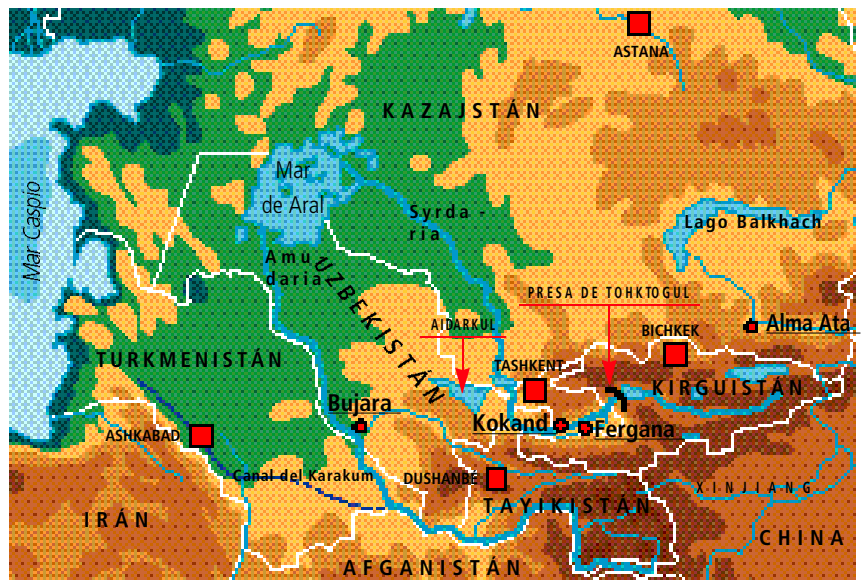 ASTANA
KAZAJSTÁN
Mar
de Aral
Mar Caspio
Syrda -
ria
Lago Balkhach
Amu
daria
UZBEKISTÁN
PRESA DE TOHKTOGUL
AIDARKUL
Alma Ata
BICHKEK
TURKMENISTÁN
TASHKENT
KIRGUISTÁN
Bujara
Kokand
Fergana
ASHKABAD
Canal del Karakum
DUSHANBÉ
XINJIANG
TAYIKISTÁN
IRÁN
CHINA
AFGANISTÁN